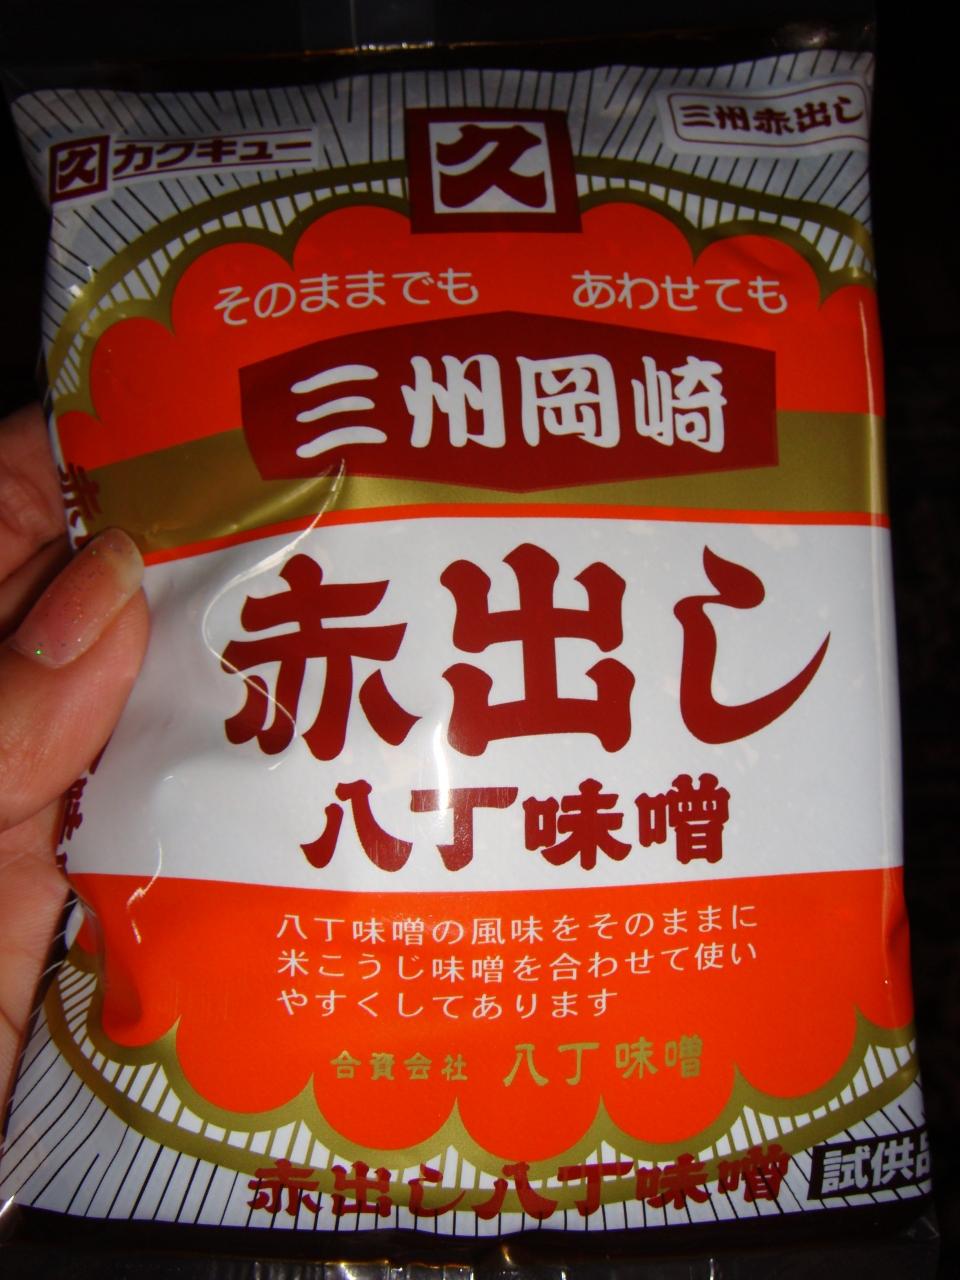 久 カクキュー
久
三州赤出し
そのままでも あわせても
三州岡崎
赤出し
八丁味噌
八丁味噌の風味をそのままに
米こうじ味噌を合わせて使い
やすくしてあります
合資会社 八丁味噌
赤出し八丁味噌
試供品